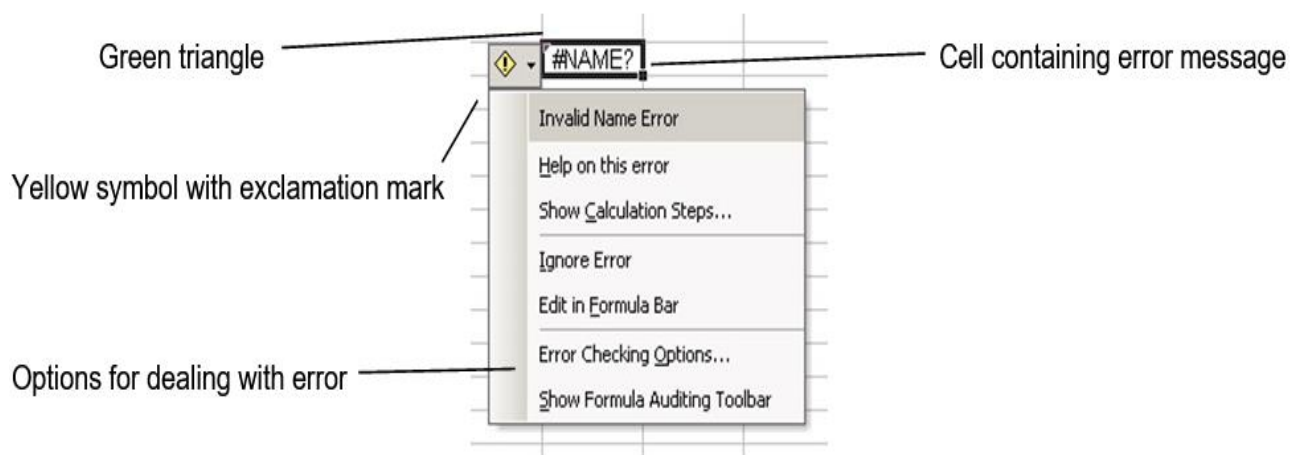 Green triangle
#NAME?
Cell containing error message
Invalid Name Error
Yellow symbol with exclamation mark
Help on this error
Show Calculation Steps...
Ignore Error
Edit in Formula Bar
Options for dealing with error
Error Checking Options...
Show Formula Auditing Toolbar